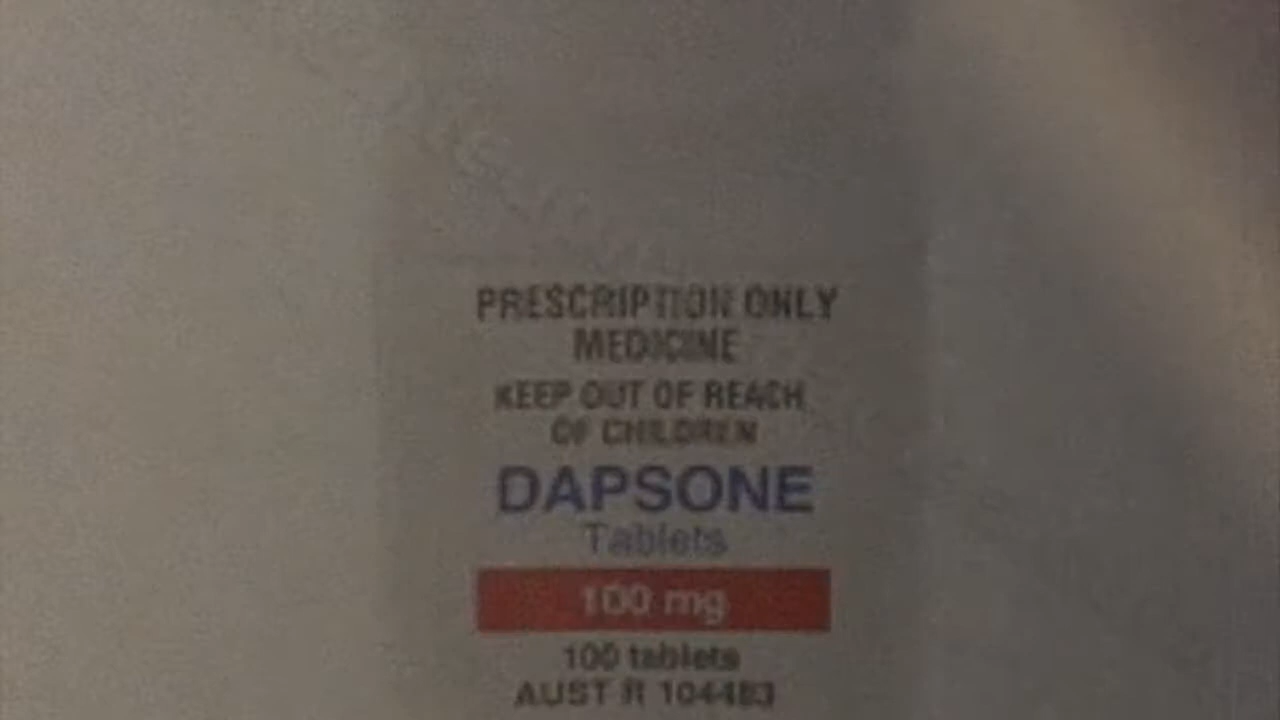 PRESCRIPTION ONLY
MEDICINE
KEEP OUT OF REACH
OF CHILDREN
DAPSONE
Tablets
100 mg
100 tablets
AUST R 104483